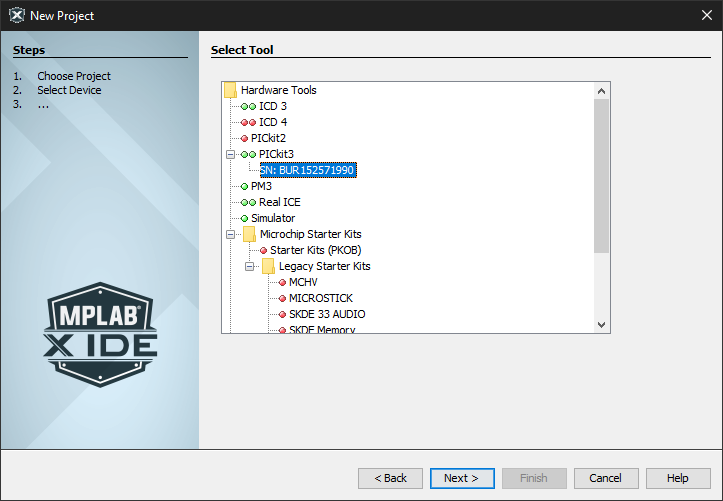 New Project
Steps
1. Choose Project
2. Select Device
3. ...
MPLAB®
X IDE
Select Tool
Hardware Tools
ICD 3
ICD 4
PICkit2
PICkit3
SN: BUR152571990
PM3
Real ICE
Simulator
Microchip Starter Kits
Starter Kits (PKOB)
Legacy Starter Kits
MCHV
MICROSTICK
SKDE 33 AUDIO
SKDE Memory
< Back
Next >
Finish
Cancel
Help